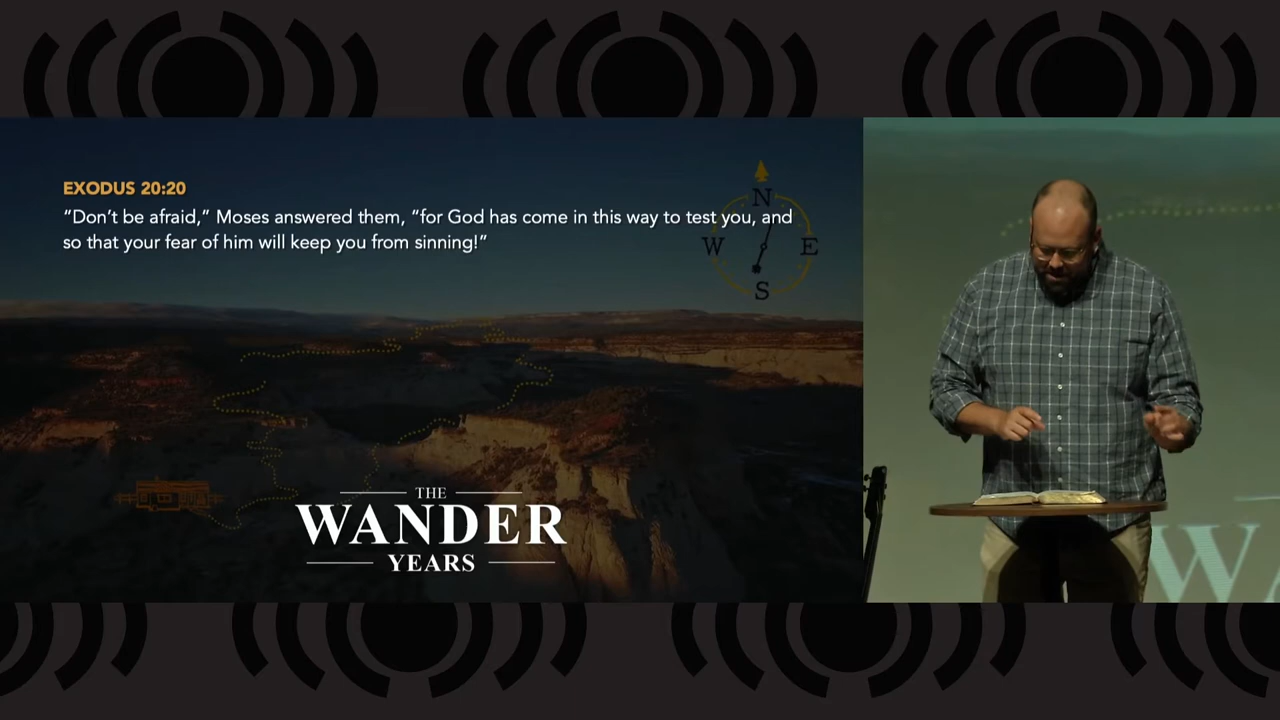 EXODUS 20:20
“Don’t be afraid,” Moses answered them, “for God has come in this way to test you, and
so that your fear of him will keep you from sinning!”
N
W E
S
THE
WANDER
YEARS
WA